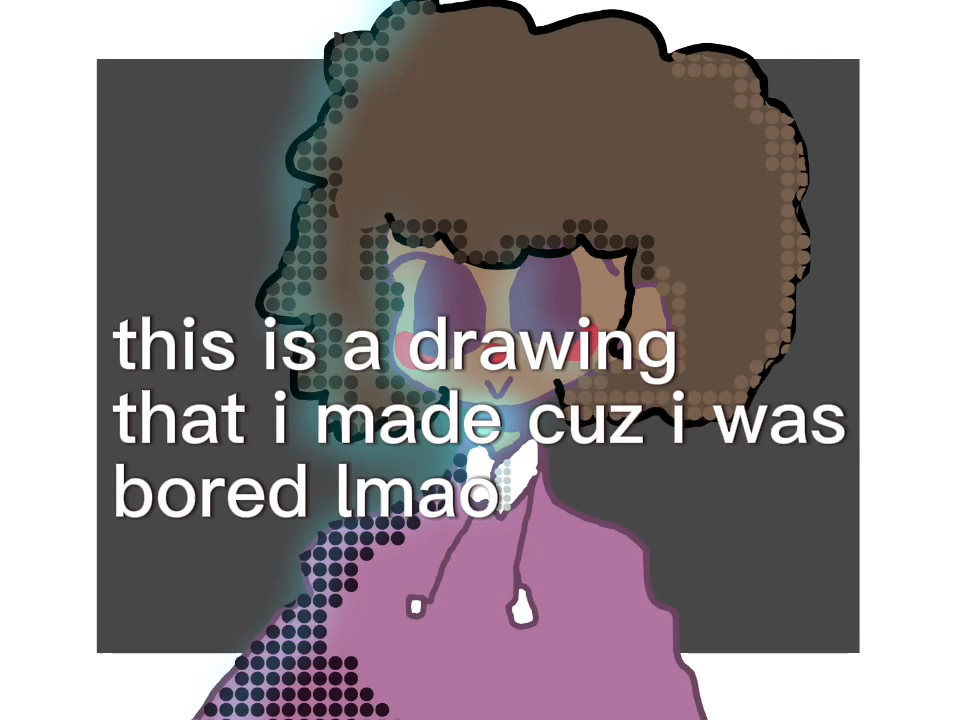 this is a drawing
that i made cuz i was
bored lmao